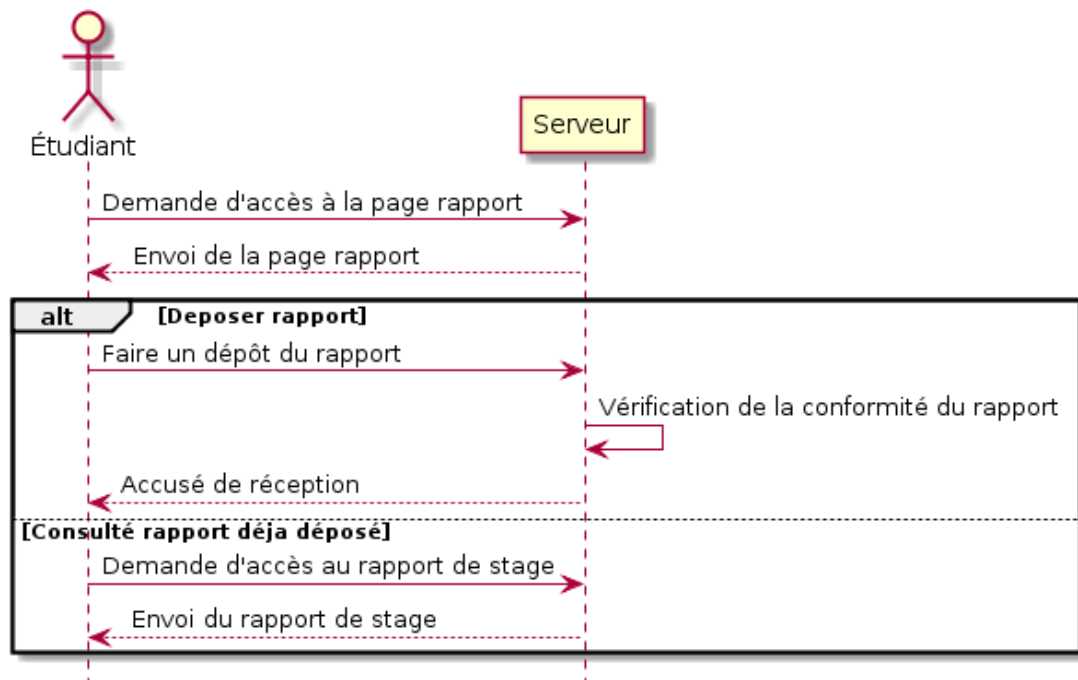 Étudiant
Serveur
Demande d'accès à la page rapport
Envoi de la page rapport
alt [Deposer rapport]
Faire un dépôt du rapport
Vérification de la conformité du rapport
Accusé de réception
[Consulté rapport déja déposé]
Demande d'accès au rapport de stage
Envoi du rapport de stage